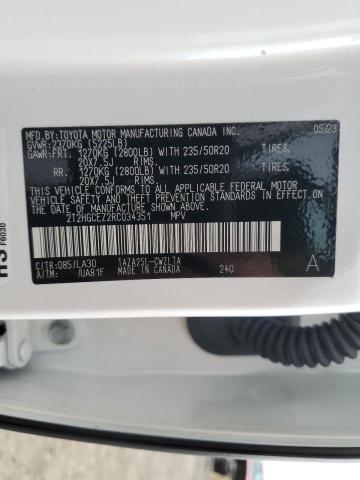 MFD.BY:TOYOTA MOTOR MANUFACTURING CANADA INC. 05/23
GVWR:2370KG (5225LB)
GAWR:FRT. 1270KG (2800LB) WITH 235/50R20 TIRES,
20X7.5J RIMS,
RR. 1270KG (2800LB) WITH 235/50R20 TIRES,
20X7.5J RIMS,
THIS VEHICLE CONFORMS TO ALL APPLICABLE FEDERAL MOTOR
VEHICLE SAFETY AND THEFT PREVENTION STANDARDS IN EFFECT
ON THE DATE OF MANUFACTURE SHOWN ABOVE.
2T2HGCEZ2RC034351 MPV
C/TR:085/LA30 TAZA25L-CWZLTA
A/TM: /UA81F MADE IN CANADA 240 A
F6030